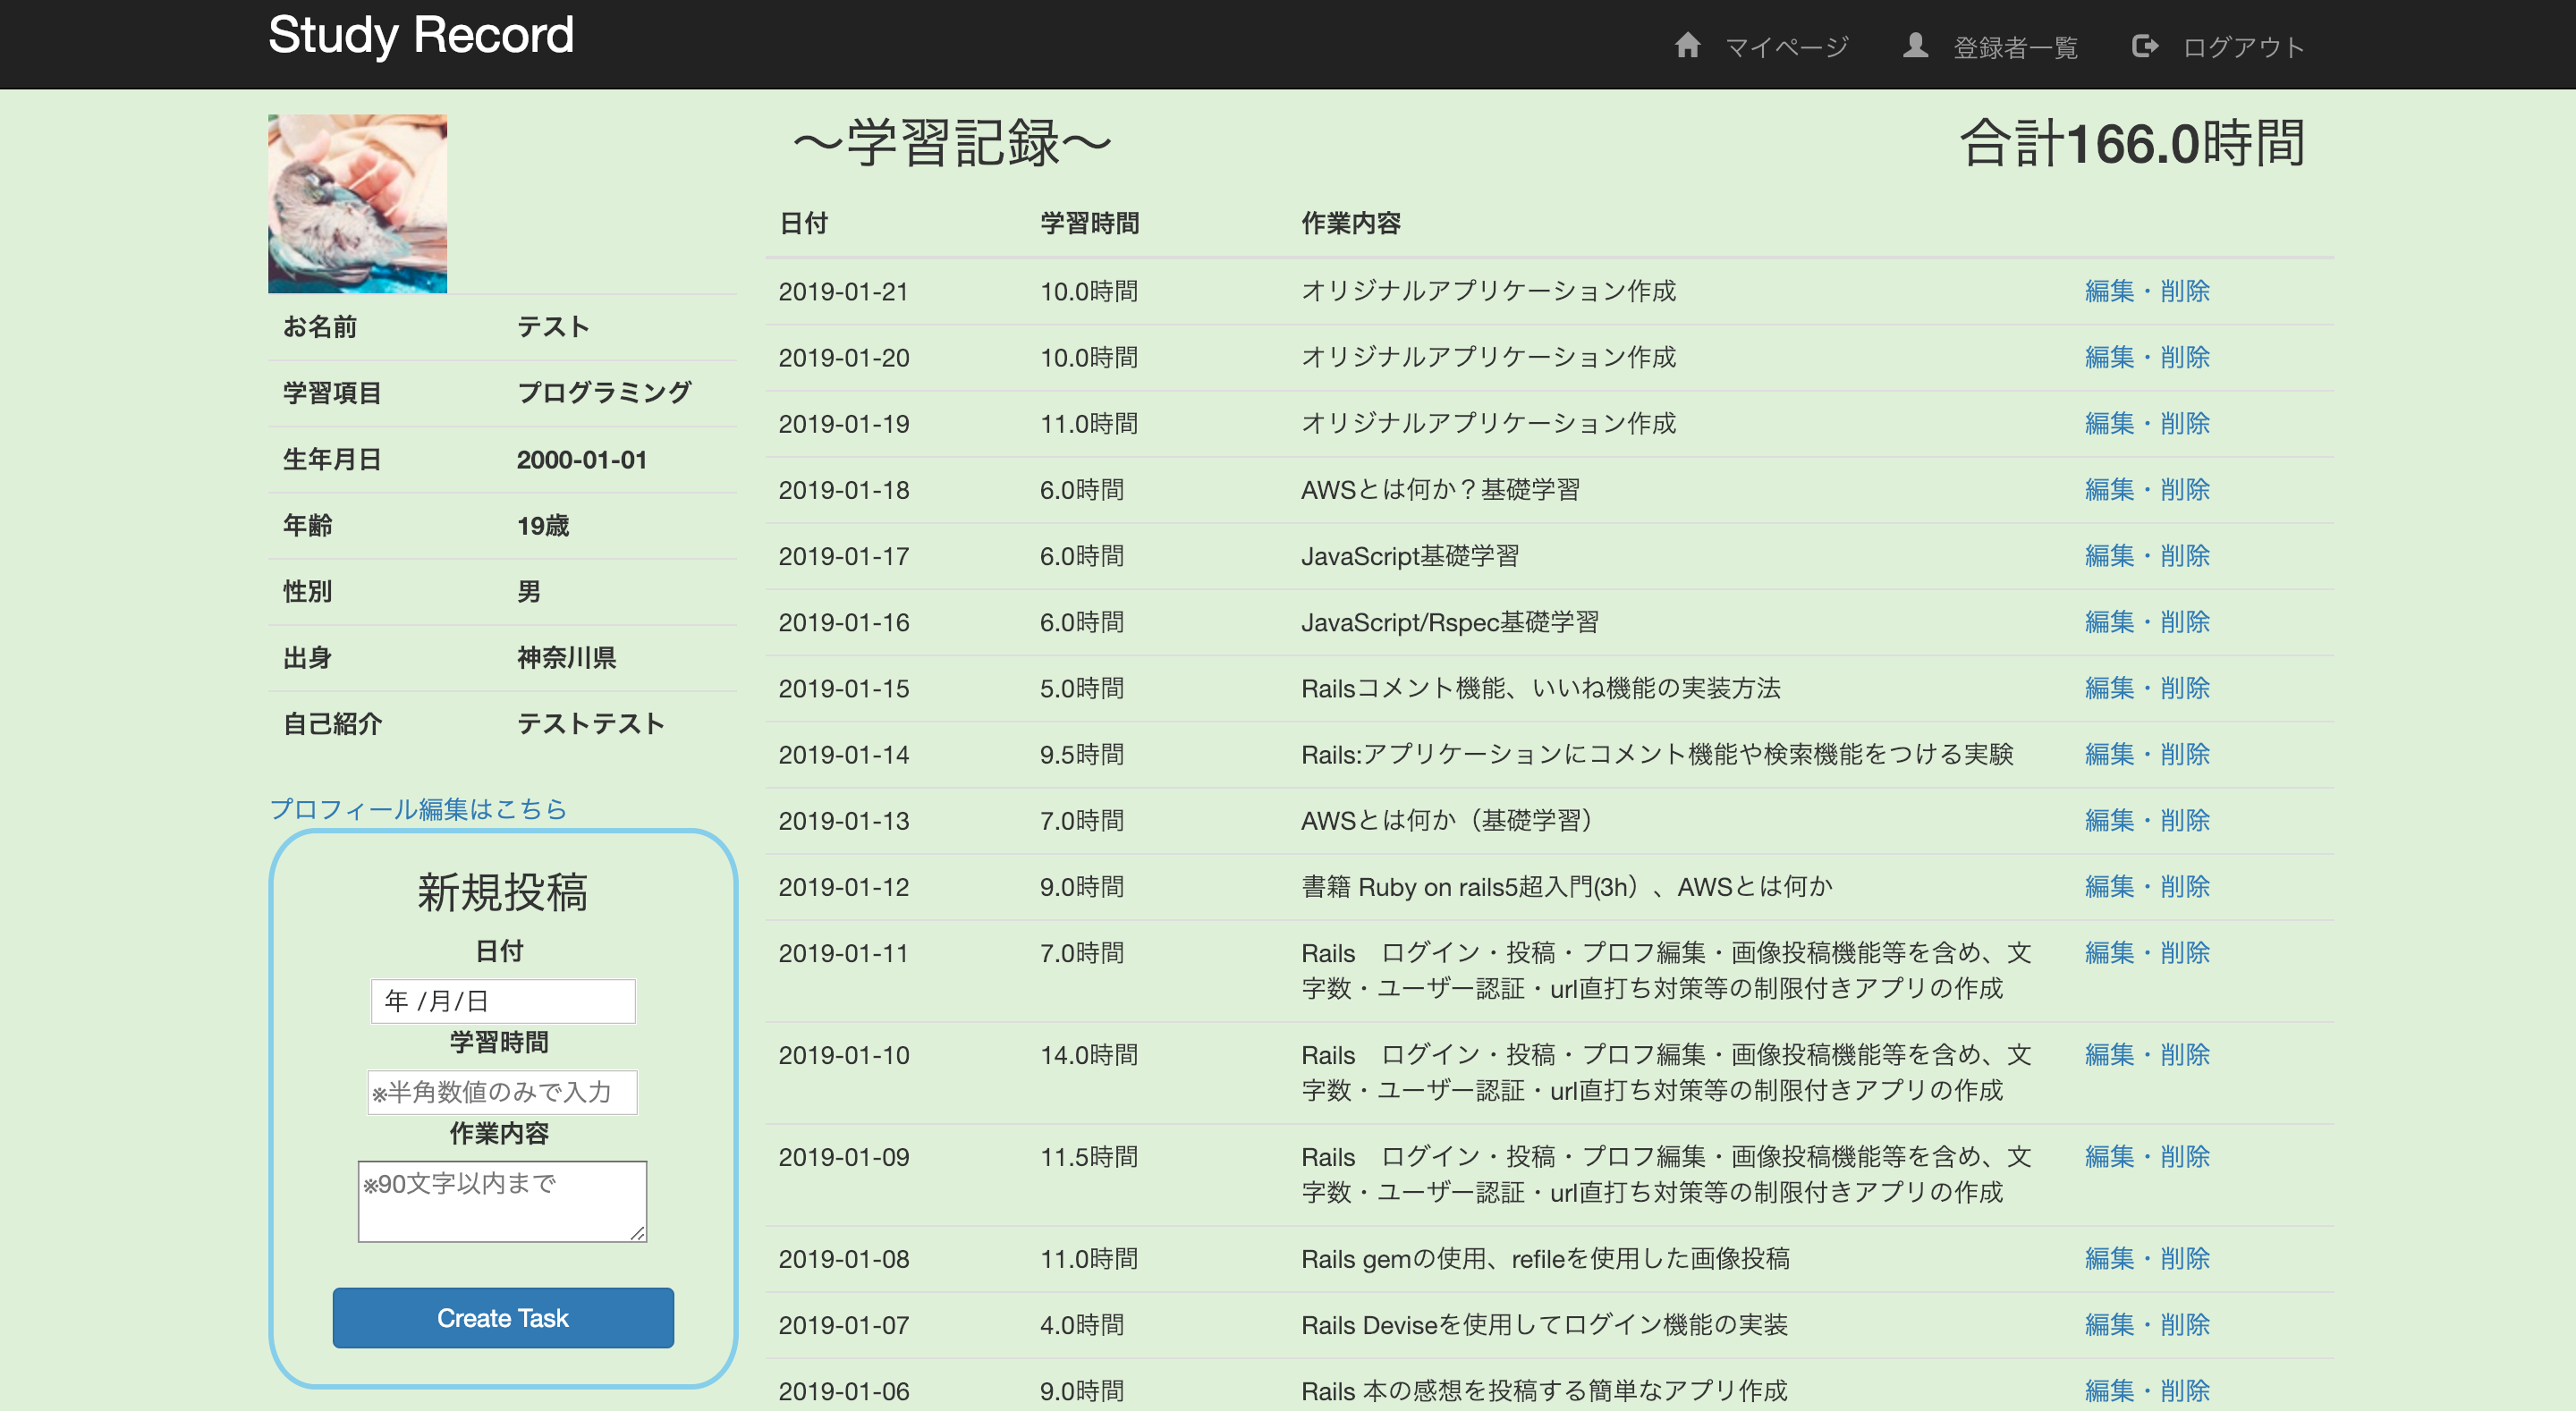 Study Record
マイページ 登録者一覧 ログアウト
お名前 テスト
学習項目 プログラミング
生年月日 2000-01-01
年齢 19歳
性別 男
出身 神奈川県
自己紹介 テストテスト
プロフィール編集はこちら
新規投稿
日付
年 /月/日
学習時間
※半角数値のみで入力
作業内容
※90文字以内まで
Create Task
〜学習記録〜 合計166.0時間
日付 学習時間 作業内容
2019-01-21 10.0時間 オリジナルアプリケーション作成 編集・削除
2019-01-20 10.0時間 オリジナルアプリケーション作成 編集・削除
2019-01-19 11.0時間 オリジナルアプリケーション作成 編集・削除
2019-01-18 6.0時間 AWSとは何か？基礎学習 編集・削除
2019-01-17 6.0時間 JavaScript基礎学習 編集・削除
2019-01-16 6.0時間 JavaScript/Rspec基礎学習 編集・削除
2019-01-15 5.0時間 Railsコメント機能、いいね機能の実装方法 編集・削除
2019-01-14 9.5時間 Rails:アプリケーションにコメント機能や検索機能をつける実験 編集・削除
2019-01-13 7.0時間 AWSとは何か（基礎学習） 編集・削除
2019-01-12 9.0時間 書籍 Ruby on rails5超入門(3h）、AWSとは何か 編集・削除
2019-01-11 7.0時間 Rails　ログイン・投稿・プロフ編集・画像投稿機能等を含め、文 編集・削除
字数・ユーザー認証・url直打ち対策等の制限付きアプリの作成
2019-01-10 14.0時間 Rails　ログイン・投稿・プロフ編集・画像投稿機能等を含め、文 編集・削除
字数・ユーザー認証・url直打ち対策等の制限付きアプリの作成
2019-01-09 11.5時間 Rails　ログイン・投稿・プロフ編集・画像投稿機能等を含め、文 編集・削除
字数・ユーザー認証・url直打ち対策等の制限付きアプリの作成
2019-01-08 11.0時間 Rails gemの使用、refileを使用した画像投稿 編集・削除
2019-01-07 4.0時間 Rails Deviseを使用してログイン機能の実装 編集・削除
2019-01-06 9.0時間 Rails 本の感想を投稿する簡単なアプリ作成 編集・削除